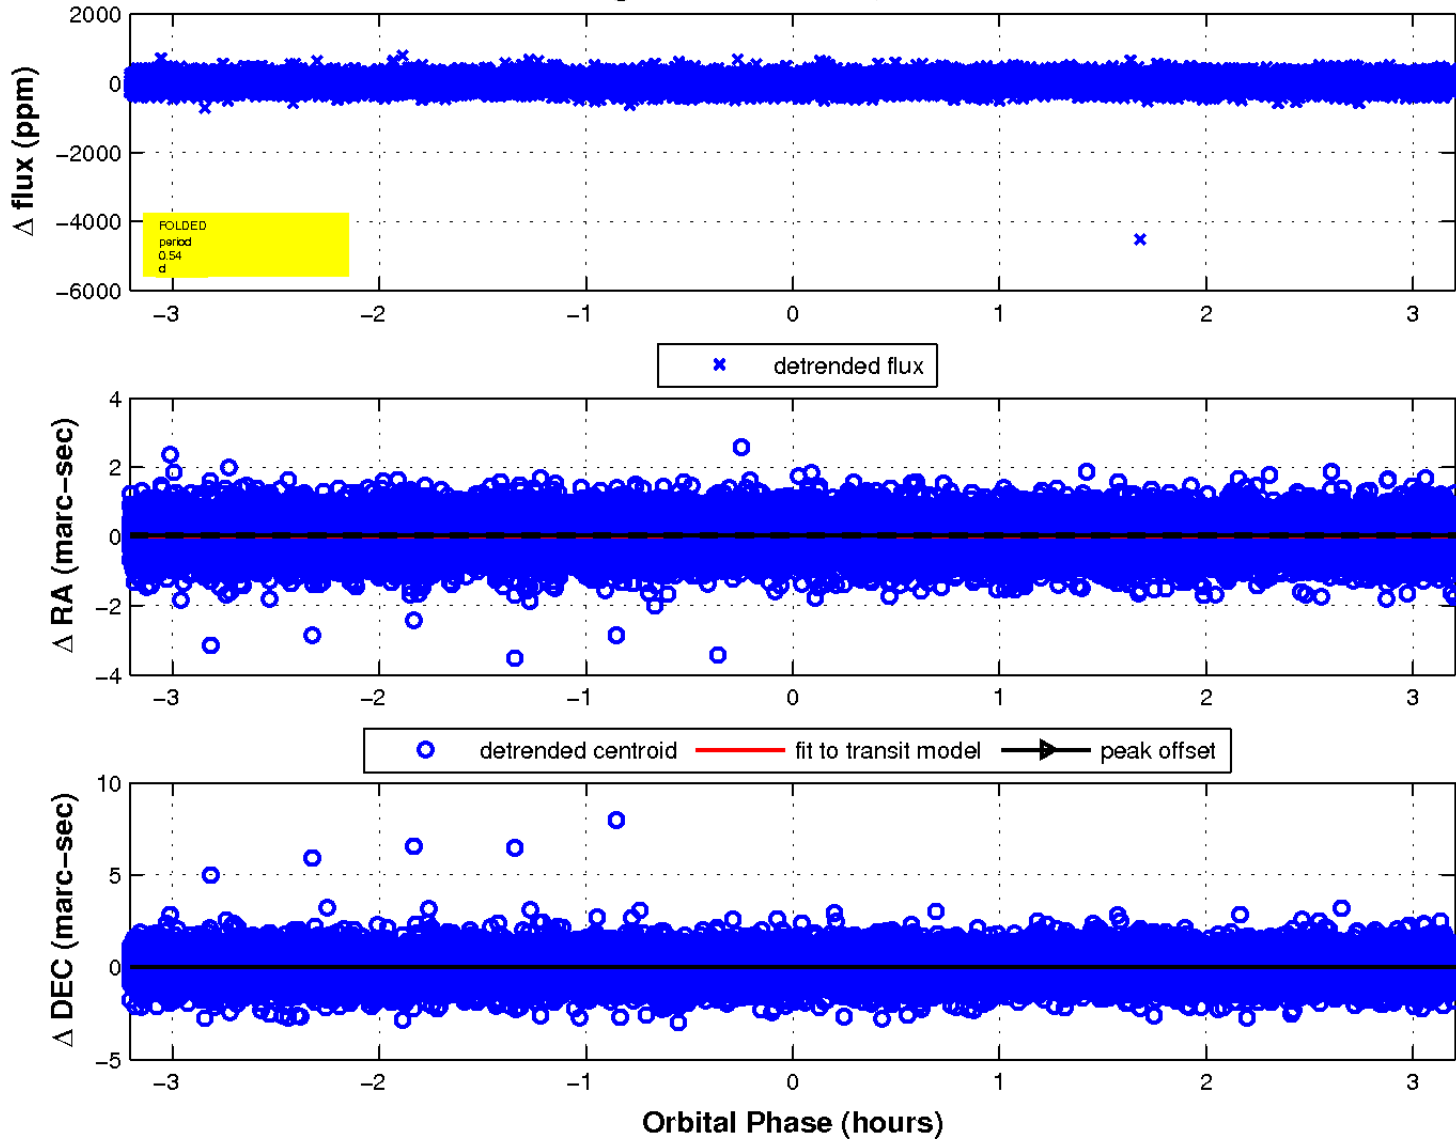 2000
0
−2000
−4000
−6000
Δ flux (ppm)
FOLDED
period
0.54
d
−3 −2 −1 0 1 2 3
detrended flux
4
2
0
−2
−4
Δ RA (marc−sec)
−3 −2 −1 0 1 2 3
detrended centroid fit to transit model peak offset
10
5
0
−5
Δ DEC (marc−sec)
−3 −2 −1 0 1 2 3
Orbital Phase (hours)